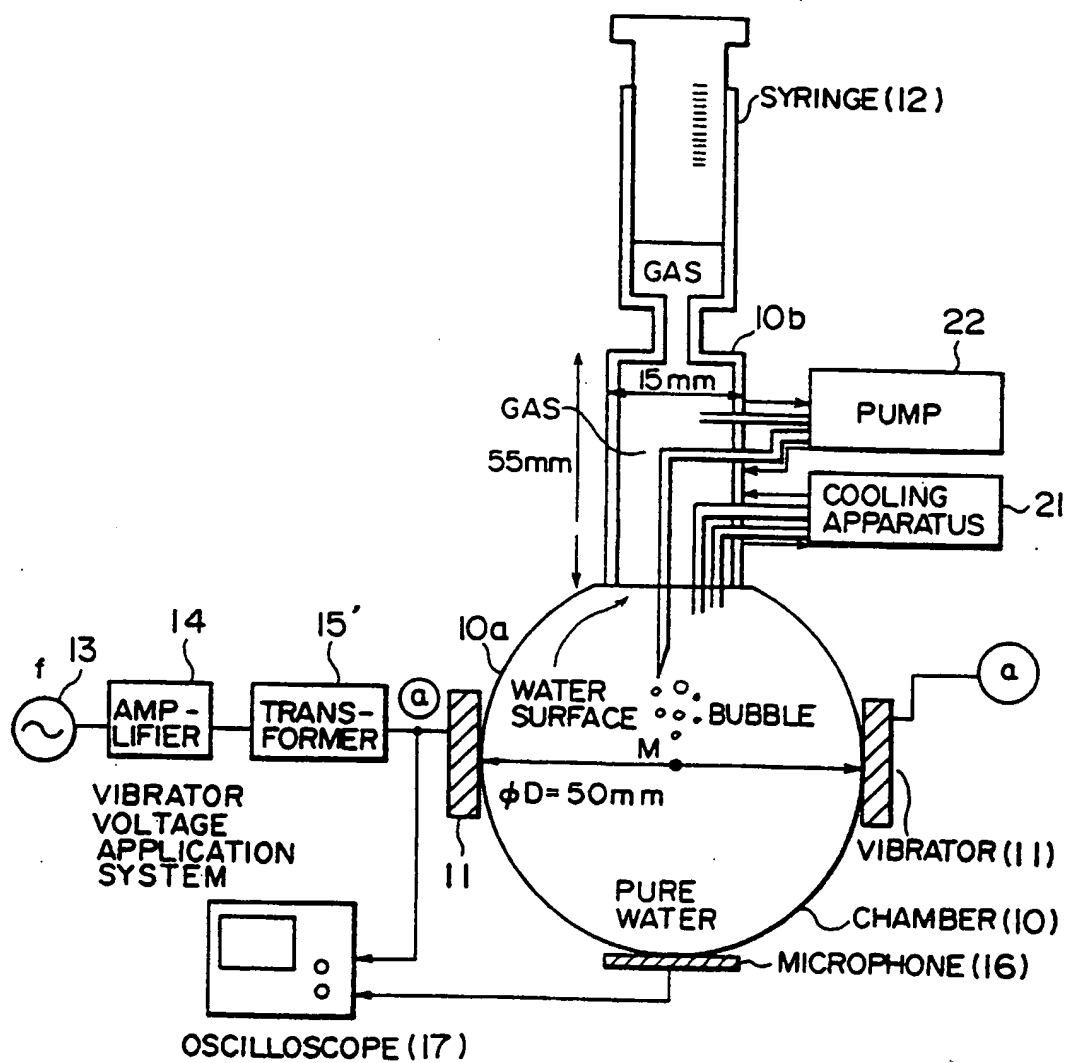 SYRINGE(12)
GAS
10b
22
15mm
PUMP
GAS
55mm
COOLING
APPARATUS
21
15'
14
10a
f
13
a
a
AMP-
LIFIER
TRANS-
FORMER
WATER
SURFACE
BUBBLE
M
φD=50mm
VIBRATOR
VOLTAGE
APPLICATION
SYSTEM
11
VIBRATOR(11)
PURE
WATER
CHAMBER(10)
MICROPHONE(16)
OSCILLOSCOPE(17)